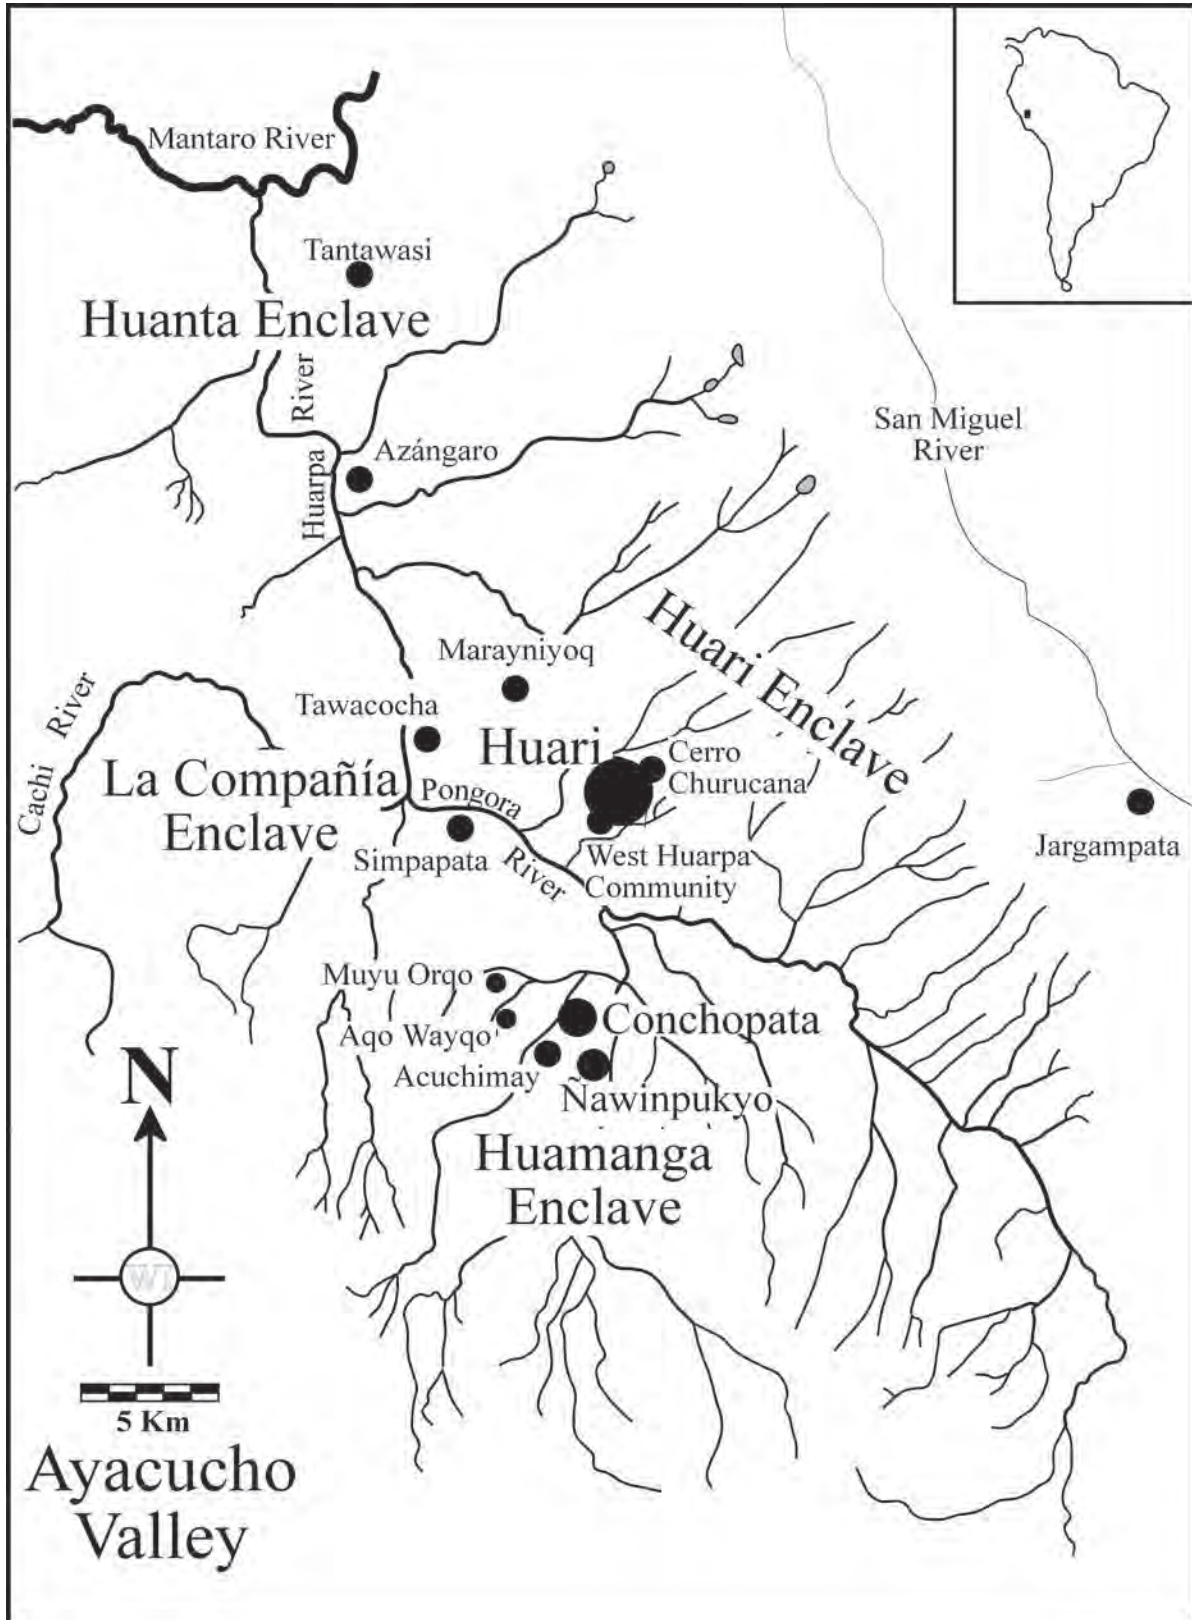 Mantaro River
Tantawasi
Huanta Enclave
River
Huarpa
San Miguel
River
Azángaro
Huari Enclave
Marayniyoq
Cachi River
Tawacocha
Huari
Cerro
Churucana
La Compañía
Enclave
Pongora
River
Simpapata
West Huarpa
Community
Jargampata
Muyu Orqo
Aqo Wayqo
Conchopata
Acuchimay
Ñawinpukyo
N
Huamanga
Enclave
WI
5 Km
Ayacucho
Valley